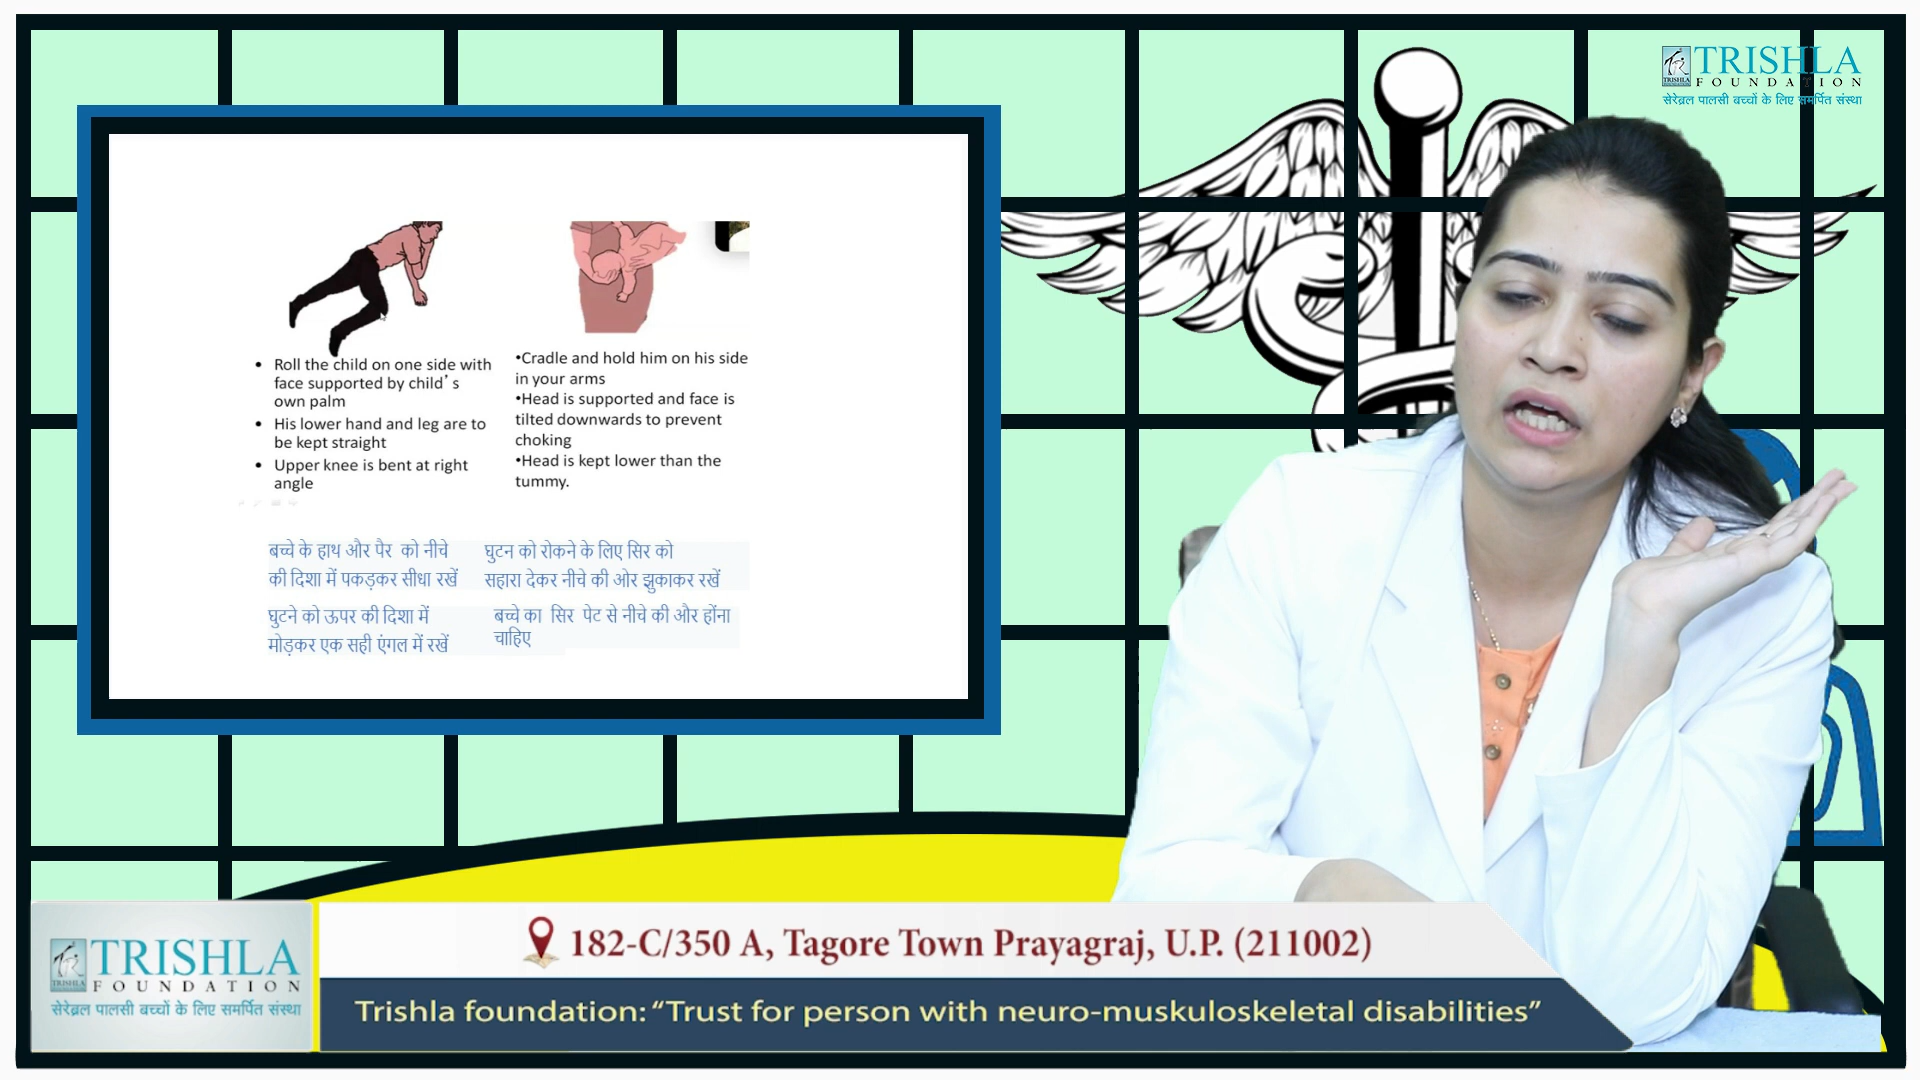 TRISHLA
FOUNDATION
सेरेब्रल पालसी बच्चों के लिए समर्पित संस्था
• Roll the child on one side with
face supported by child's
own palm
• His lower hand and leg are to
be kept straight
• Upper knee is bent at right
angle
•Cradle and hold him on his side
in your arms
•Head is supported and face is
tilted downwards to prevent
choking
•Head is kept lower than the
tummy.
बच्चे के हाथ और पैर को नीचे
की दिशा में पकड़कर सीधा रखें
घुटने को ऊपर की दिशा में
मोड़कर एक सही एंगल में रखें
घुटन को रोकने के लिए सिर को
सहारा देकर नीचे की ओर झुकाकर रखें
बच्चे का सिर पेट से नीचे की और होंना
चाहिए
TRISHLA
FOUNDATION
सेरेब्रल पालसी बच्चों के लिए समर्पित संस्था
182-C/350 A, Tagore Town Prayagraj, U.P. (211002)
Trishla foundation: “Trust for person with neuro-muskuloskeletal disabilities”